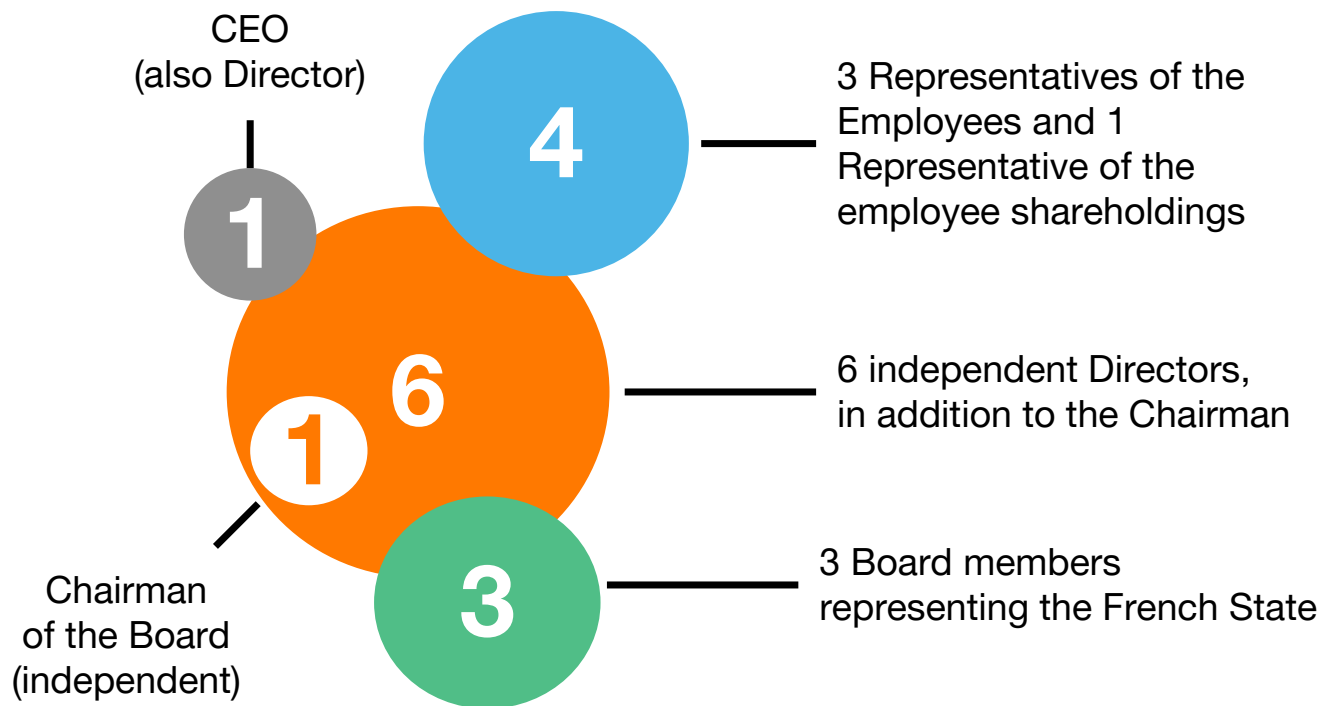 CEO
(also Director)
1
4
3 Representatives of the
Employees and 1
Representative of the
employee shareholdings
6
6 independent Directors,
in addition to the Chairman
1
Chairman
of the Board
(independent)
3
3 Board members
representing the French State